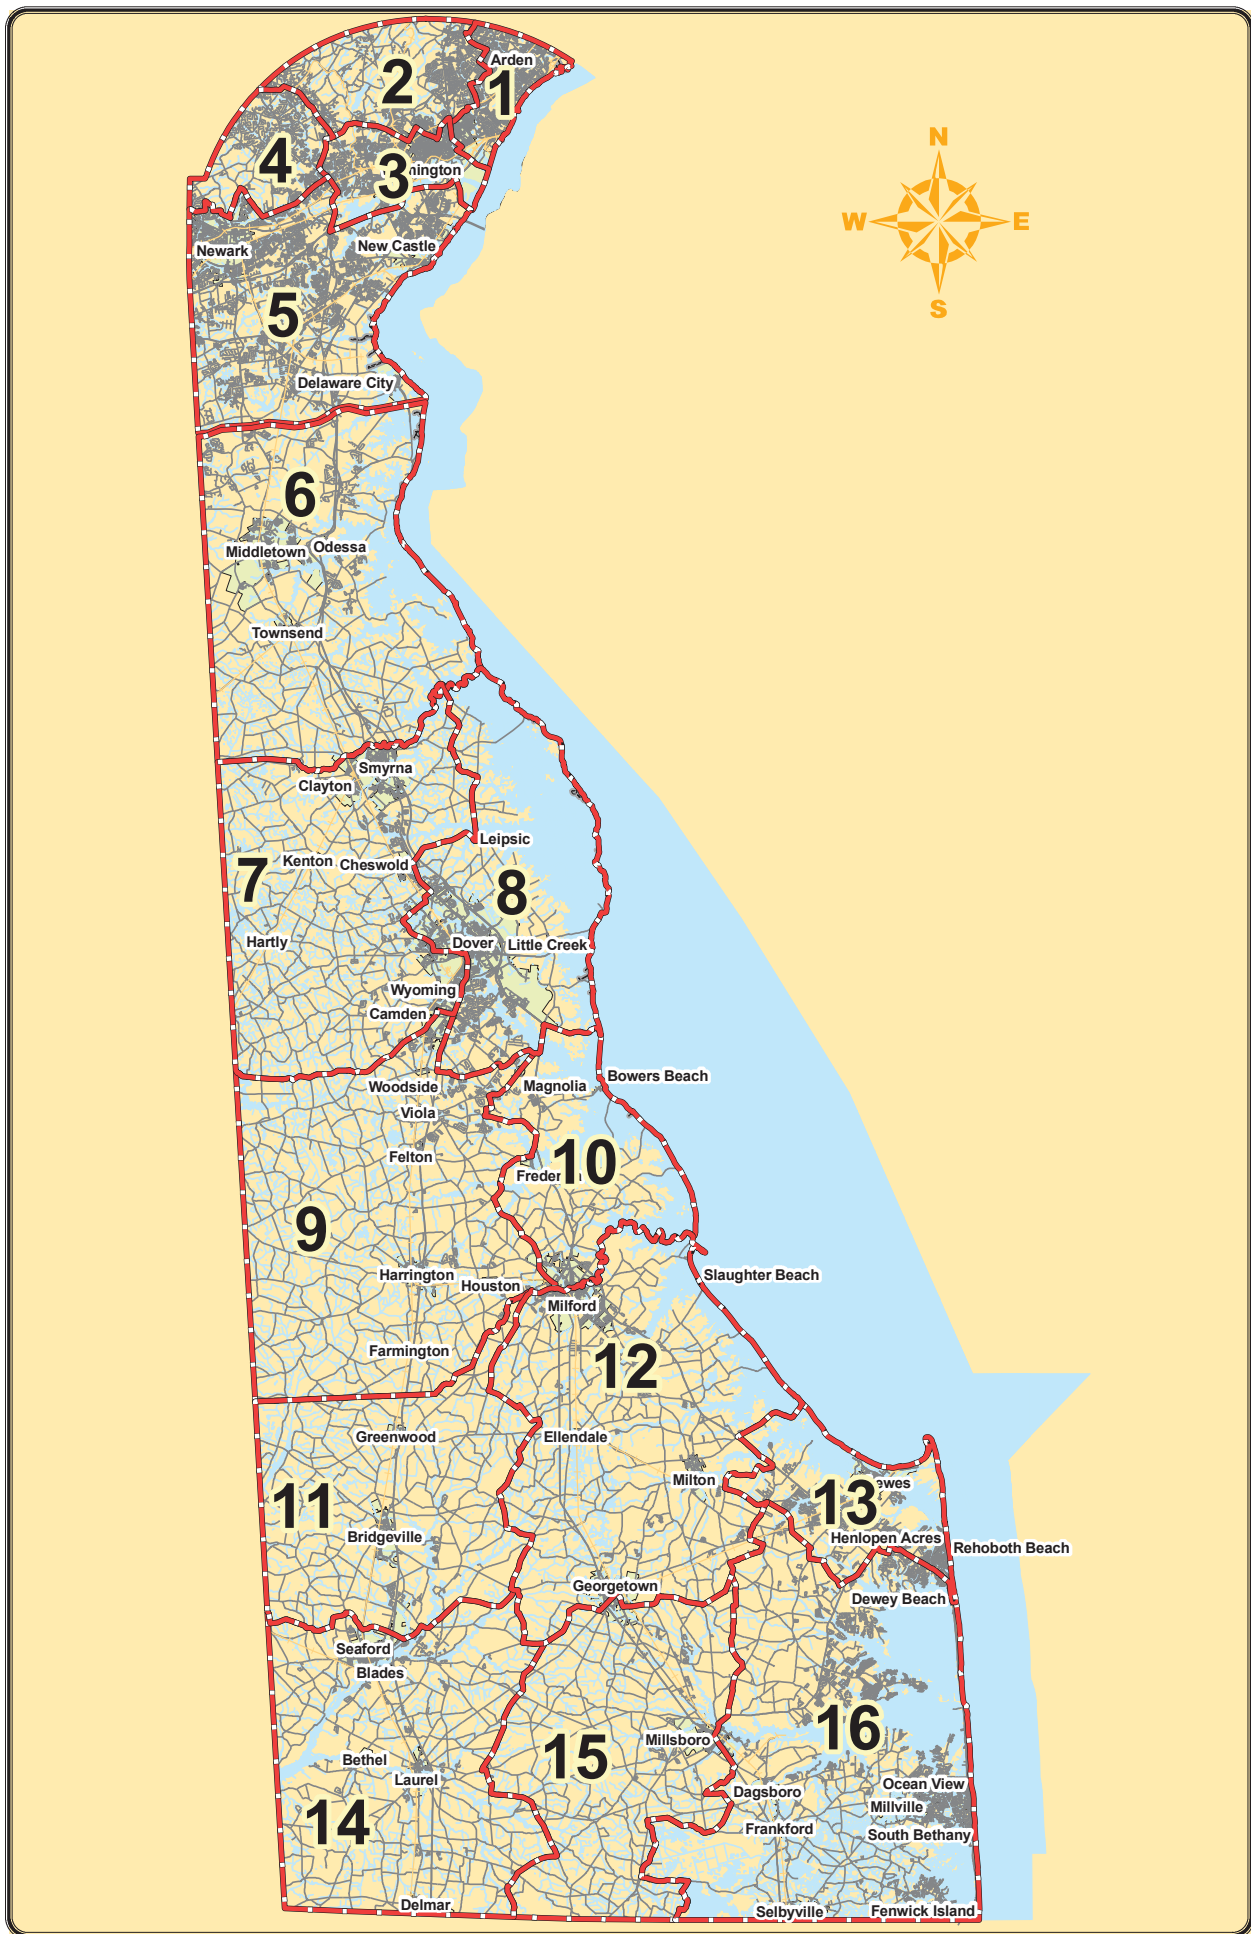 N
W
E
S
Arden
2
1
4
3
mington
Newark
New Castle
5
Delaware City
6
Middletown
Odessa
Townsend
Smyrna
Clayton
Leipsic
Kenton
Cheswold
7
8
Hartly
Dover
Little Creek
Wyoming
Camden
Woodside
Magnolia
Bowers Beach
Viola
Felton
10
Freder
9
Harrington
Houston
Slaughter Beach
Milford
Farmington
12
Greenwood
Ellendale
Milton
11
13
ewes
Bridgeville
Henlopen Acres
Rehoboth Beach
Georgetown
Dewey Beach
Seaford
Blades
16
Millsboro
15
Bethel
Laurel
Ocean View
Dagsboro
Millville
14
Frankford
South Bethany
Delmar
Selbyville
Fenwick Island